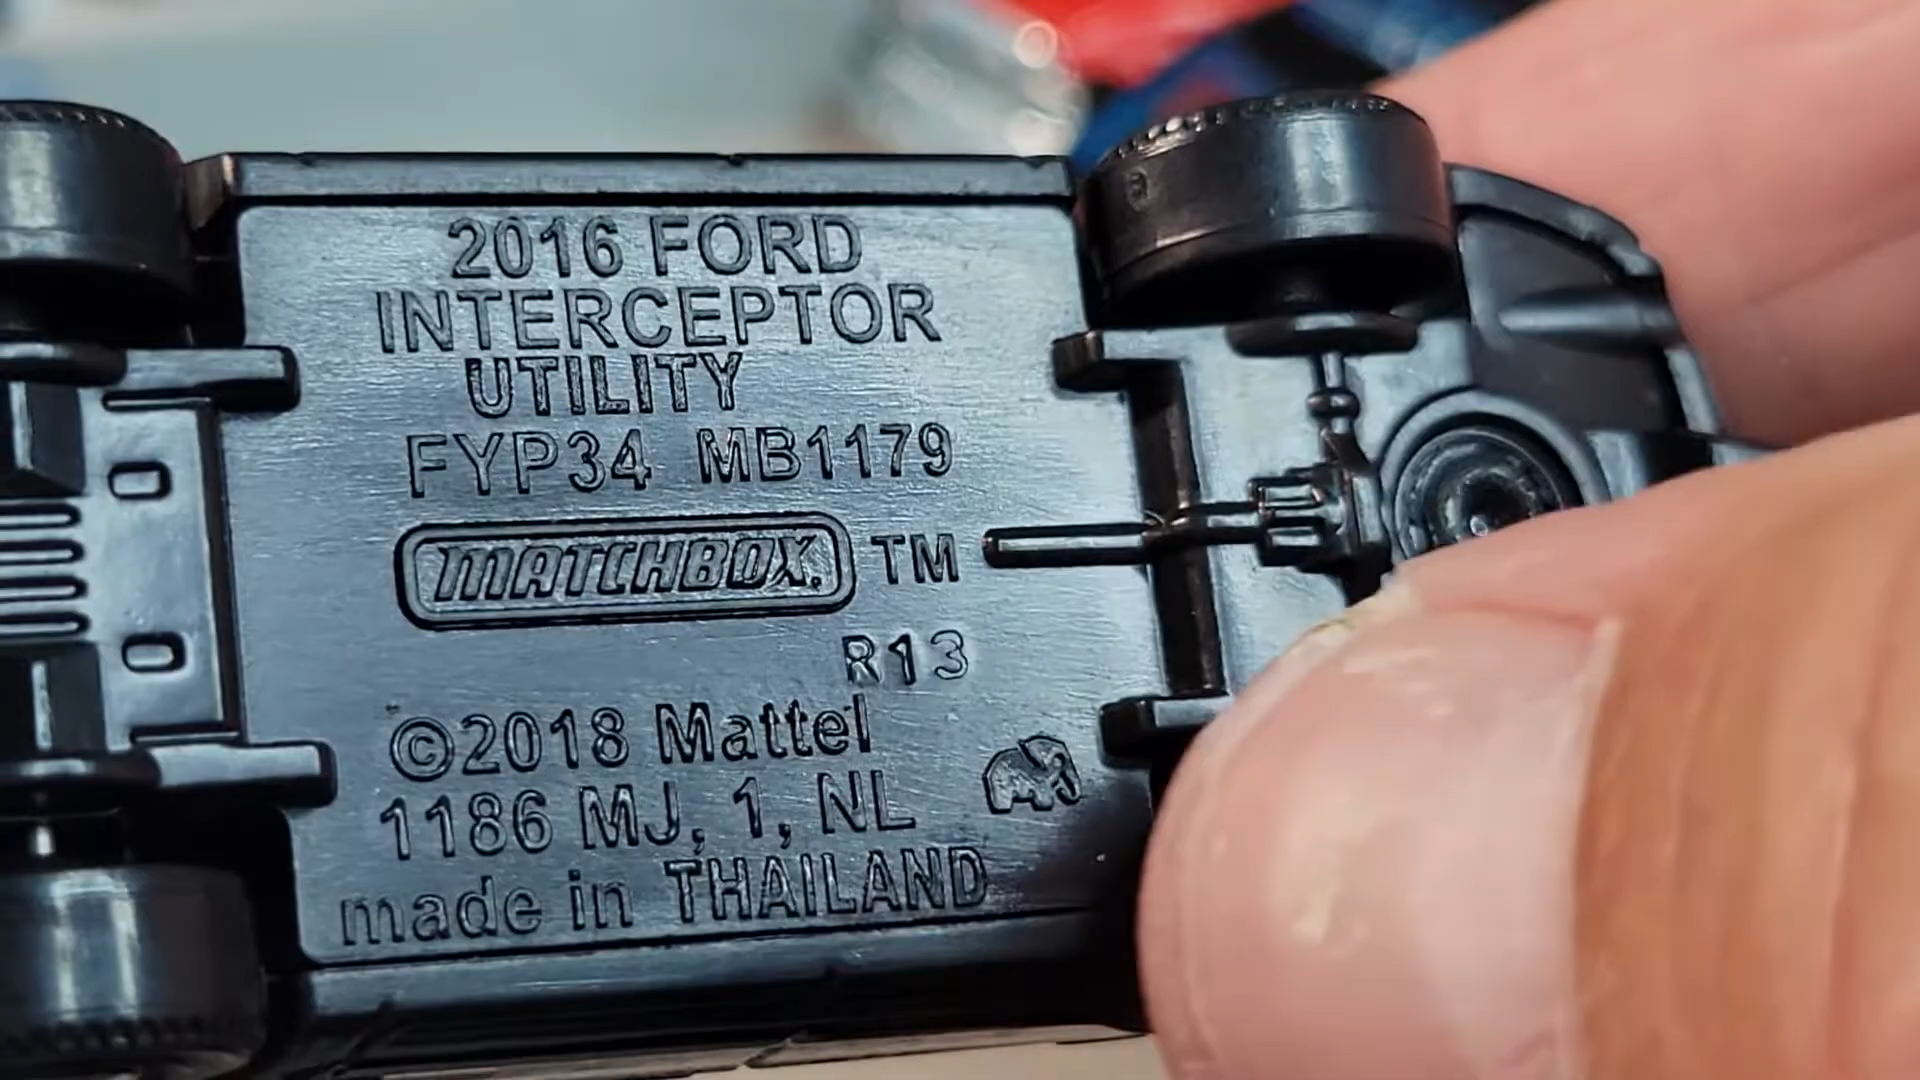 2016 FORD
INTERCEPTOR
UTILITY
FYP34 MB1179
MATCHBOX. TM
R13
©2018 Mattel
1186 MJ, 1, NL
made in THAILAND